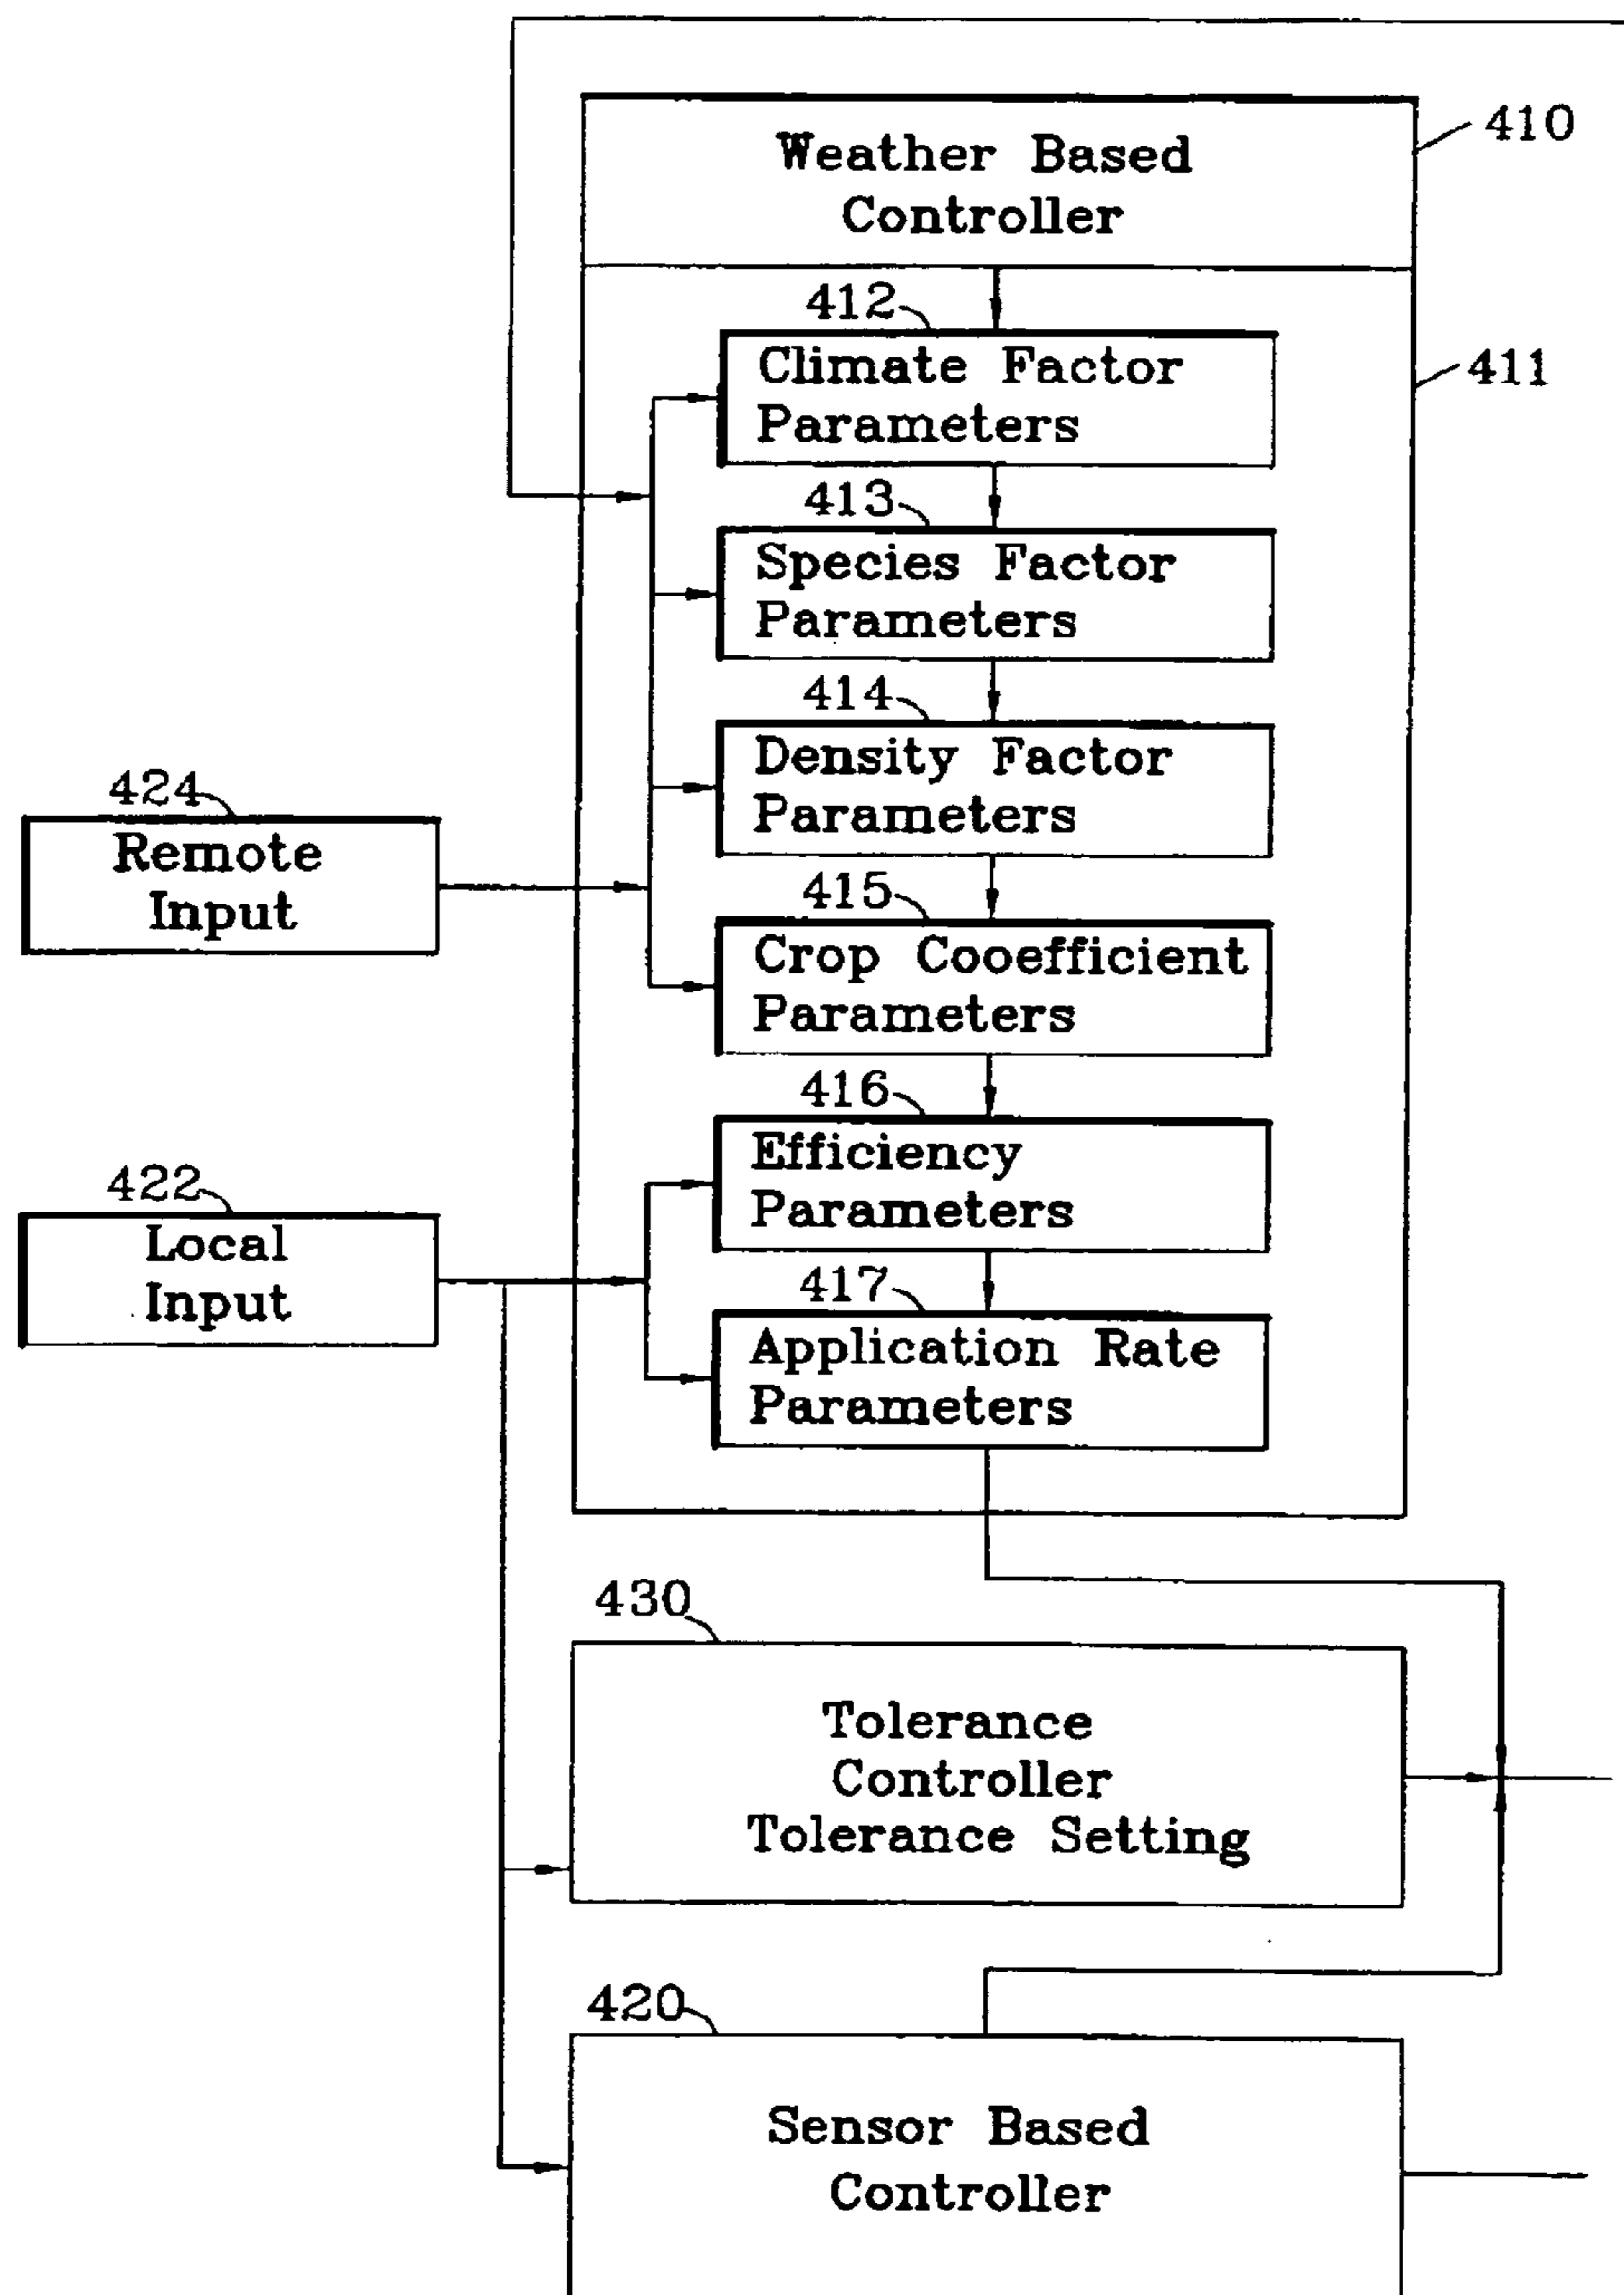 410
Weather Based
Controller
411
412
Climate Factor
Parameters
413
Species Factor
Parameters
414
Density Factor
Parameters
424
Remote
Input
415
Crop Cooefficient
Parameters
416
Efficiency
Parameters
422
Local
Input
417
Application Rate
Parameters
430
Tolerance
Controller
Tolerance Setting
420
Sensor Based
Controller